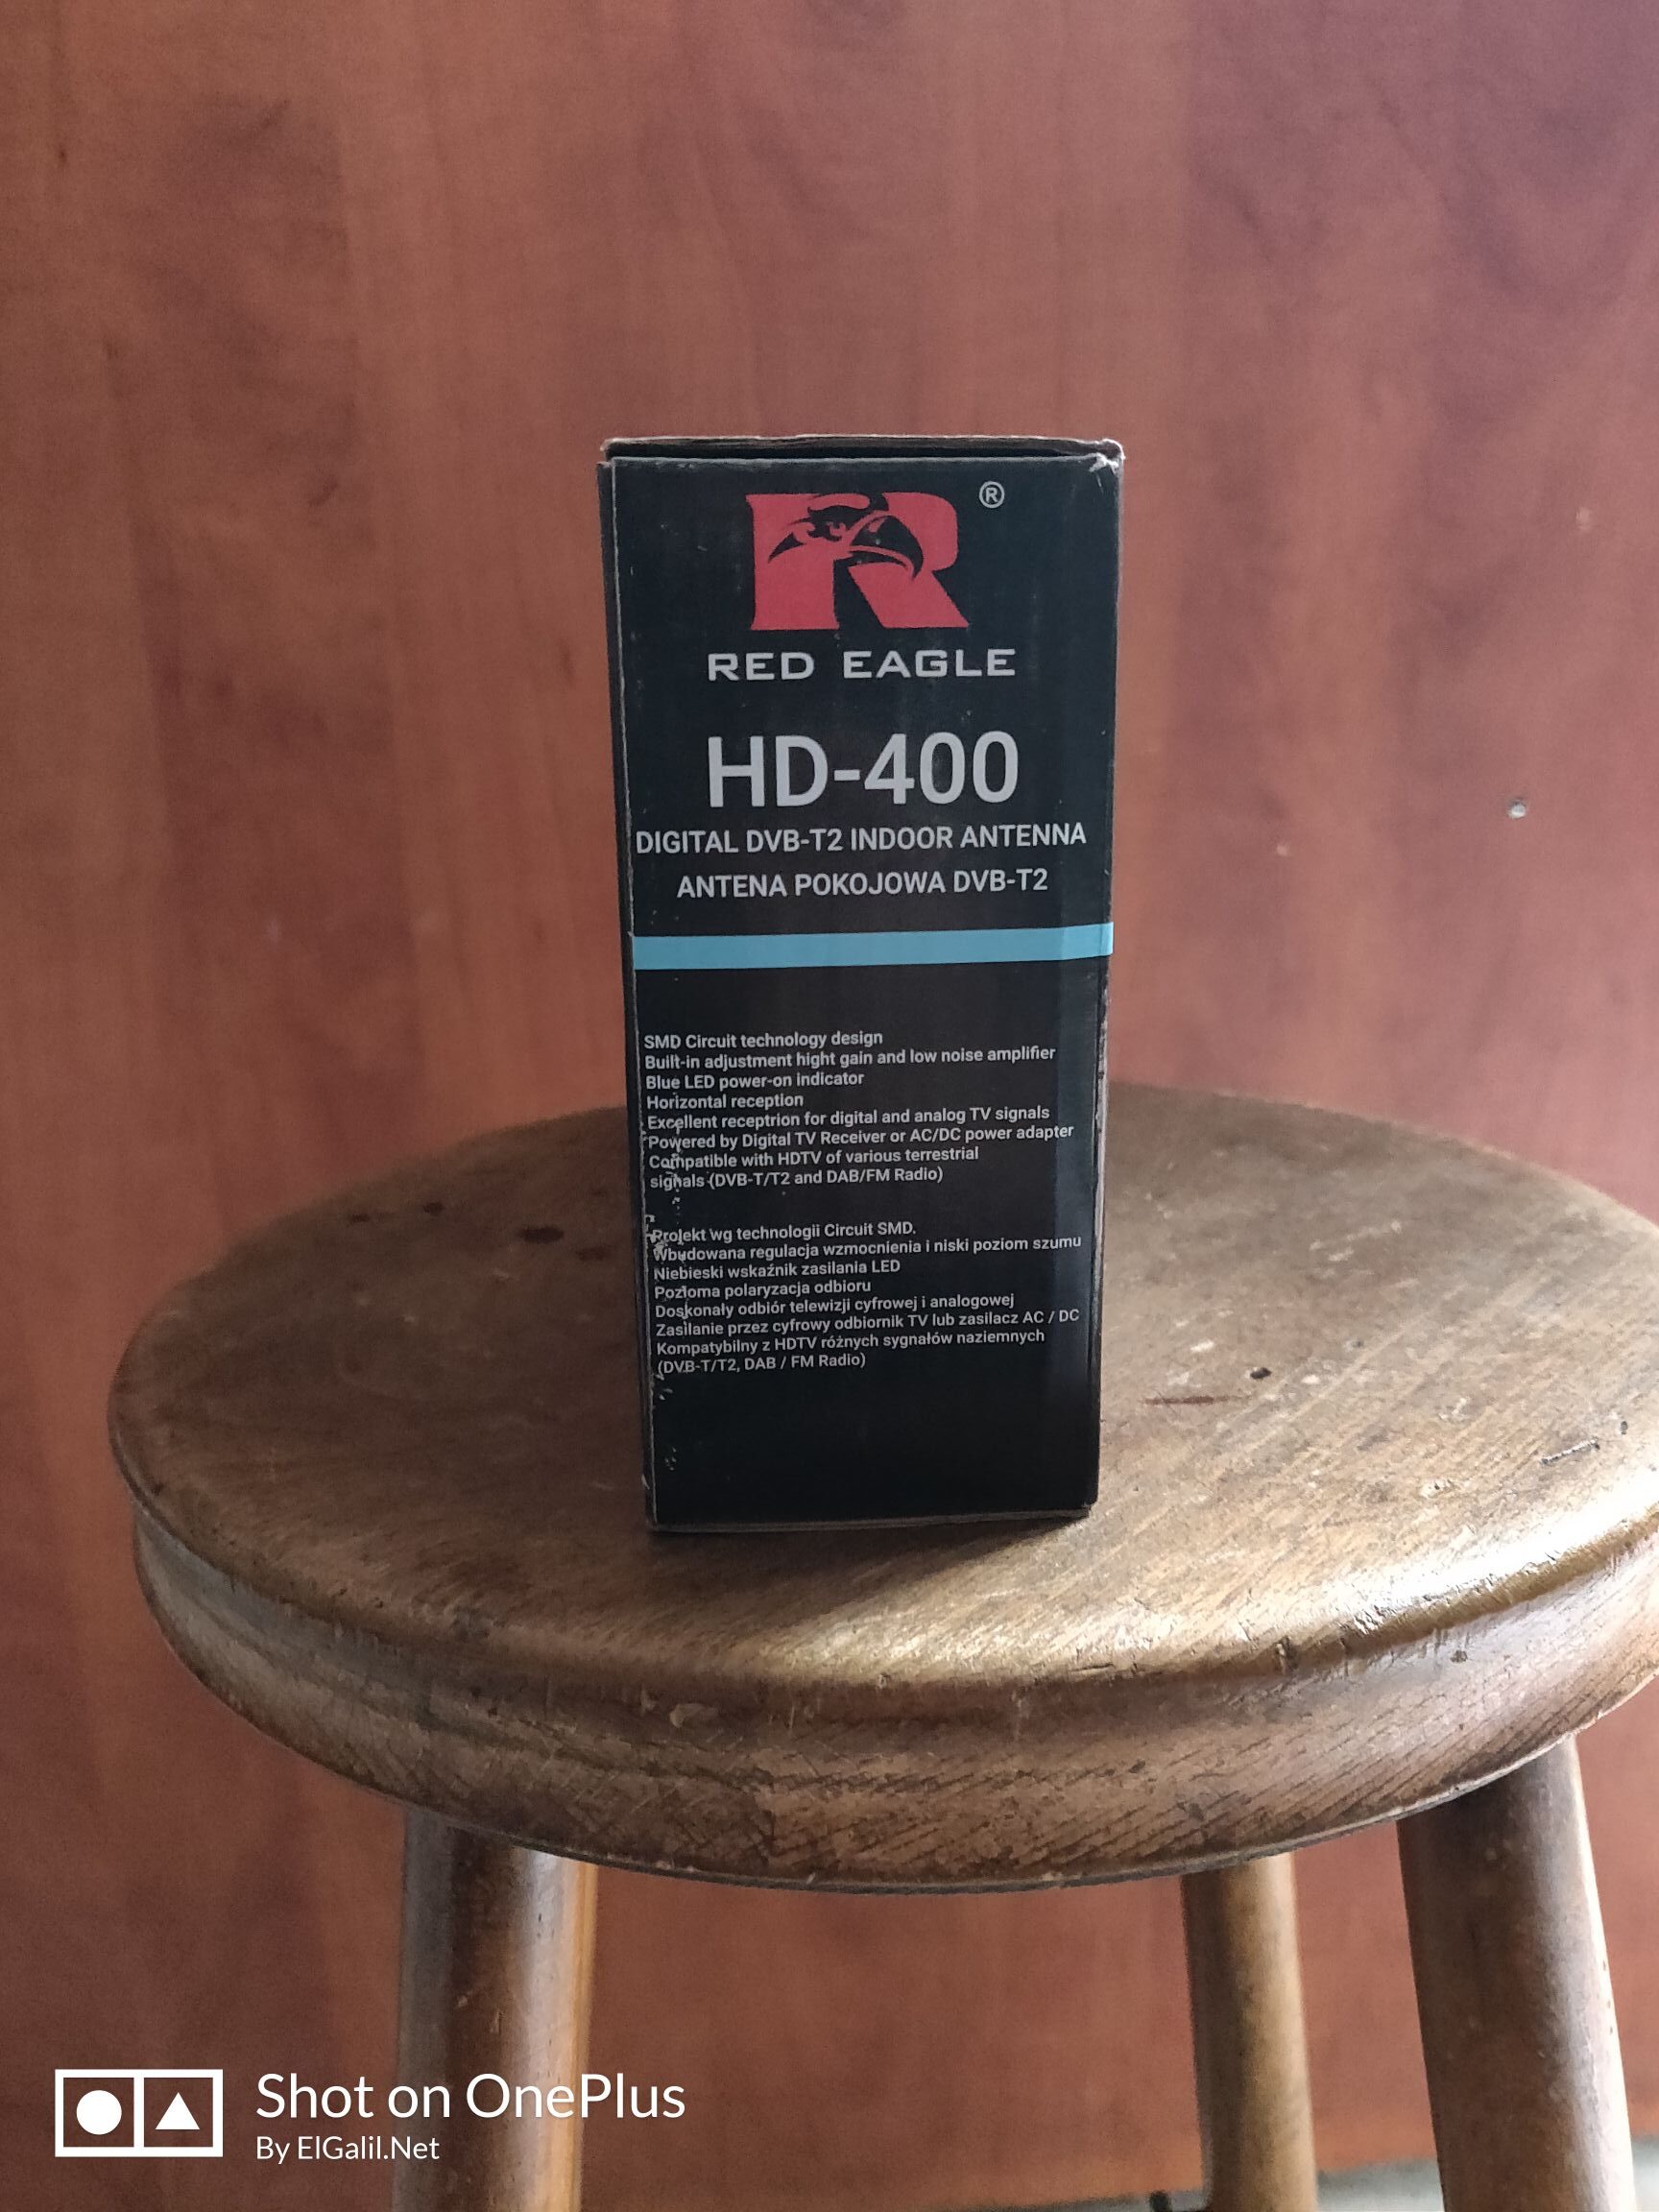 R ®
RED EAGLE
HD-400
DIGITAL DVB-T2 INDOOR ANTENNA
ANTENA POKOJOWA DVB-T2
SMD Circuit technology design
Built-in adjustment hight gain and low noise amplifier
Blue LED power-on indicator
Horizontal reception
Excellent receptrion for digital and analog TV signals
Powered by Digital TV Receiver or AC/DC power adapter
Compatible with HDTV of various terrestrial
signals (DVB-T/T2 and DAB/FM Radio)
Projekt wg technologii Circuit SMD.
Wbudowana regulacja wzmocnienia i niski poziom szumu
Niebieski wskaźnik zasilania LED
Pozioma polaryzacja odbioru
Doskonały odbiór telewizji cyfrowej i analogowej
Zasilanie przez cyfrowy odbiornik TV lub zasilacz AC / DC
Kompatybilny z HDTV różnych sygnałów naziemnych
(DVB-T/T2, DAB / FM Radio)
Shot on OnePlus
By ElGalil.Net